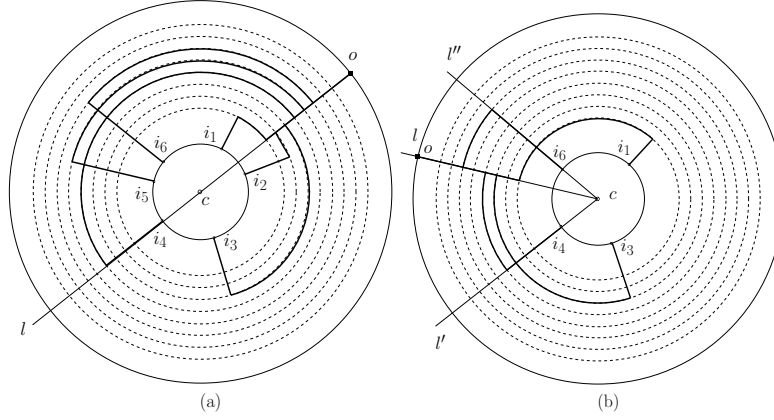 o
i₆
i₁
i₂
i₅
c
i₄
i₃
l
(a)
l″
l
o
i₆
i₁
c
i₄
i₃
l′
(b)